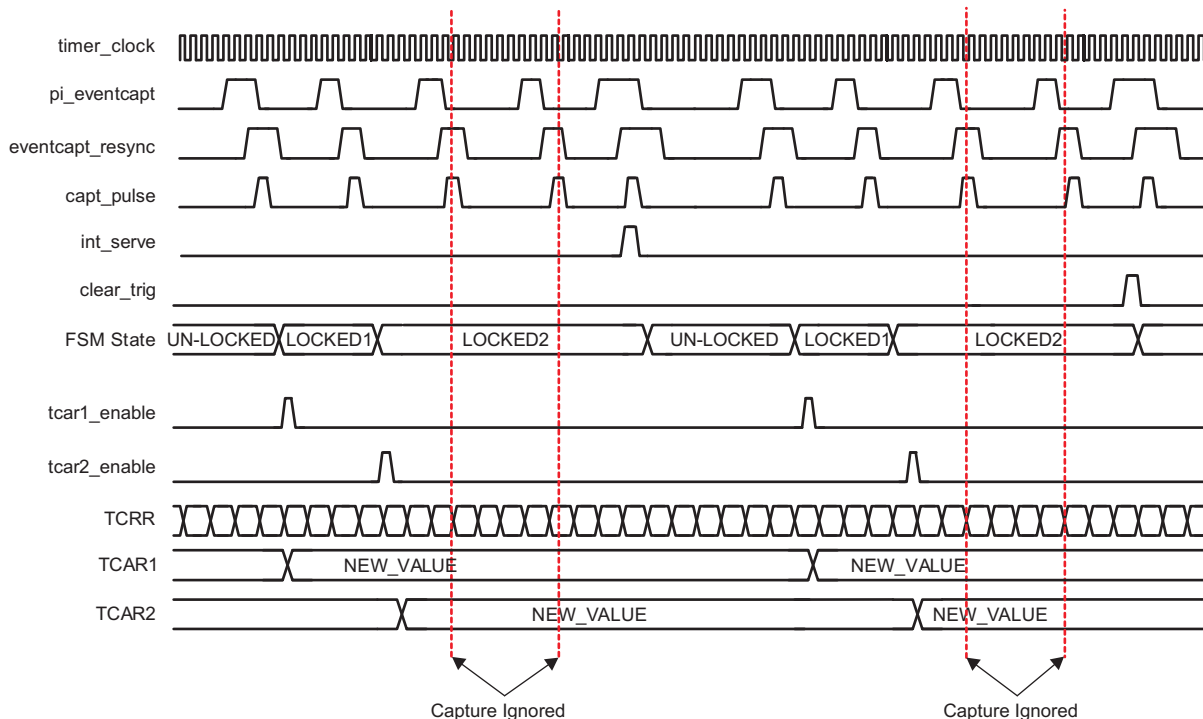 timer_clock
pi_eventcapt
eventcapt_resync
capt_pulse
int_serve
clear_trig
FSM State UN-LOCKED LOCKED1 LOCKED2 UN-LOCKED LOCKED1 LOCKED2
tcar1_enable
tcar2_enable
TCRR
TCAR1 NEW_VALUE NEW_VALUE
TCAR2 NEW_VALUE NEW_VALUE
Capture Ignored Capture Ignored